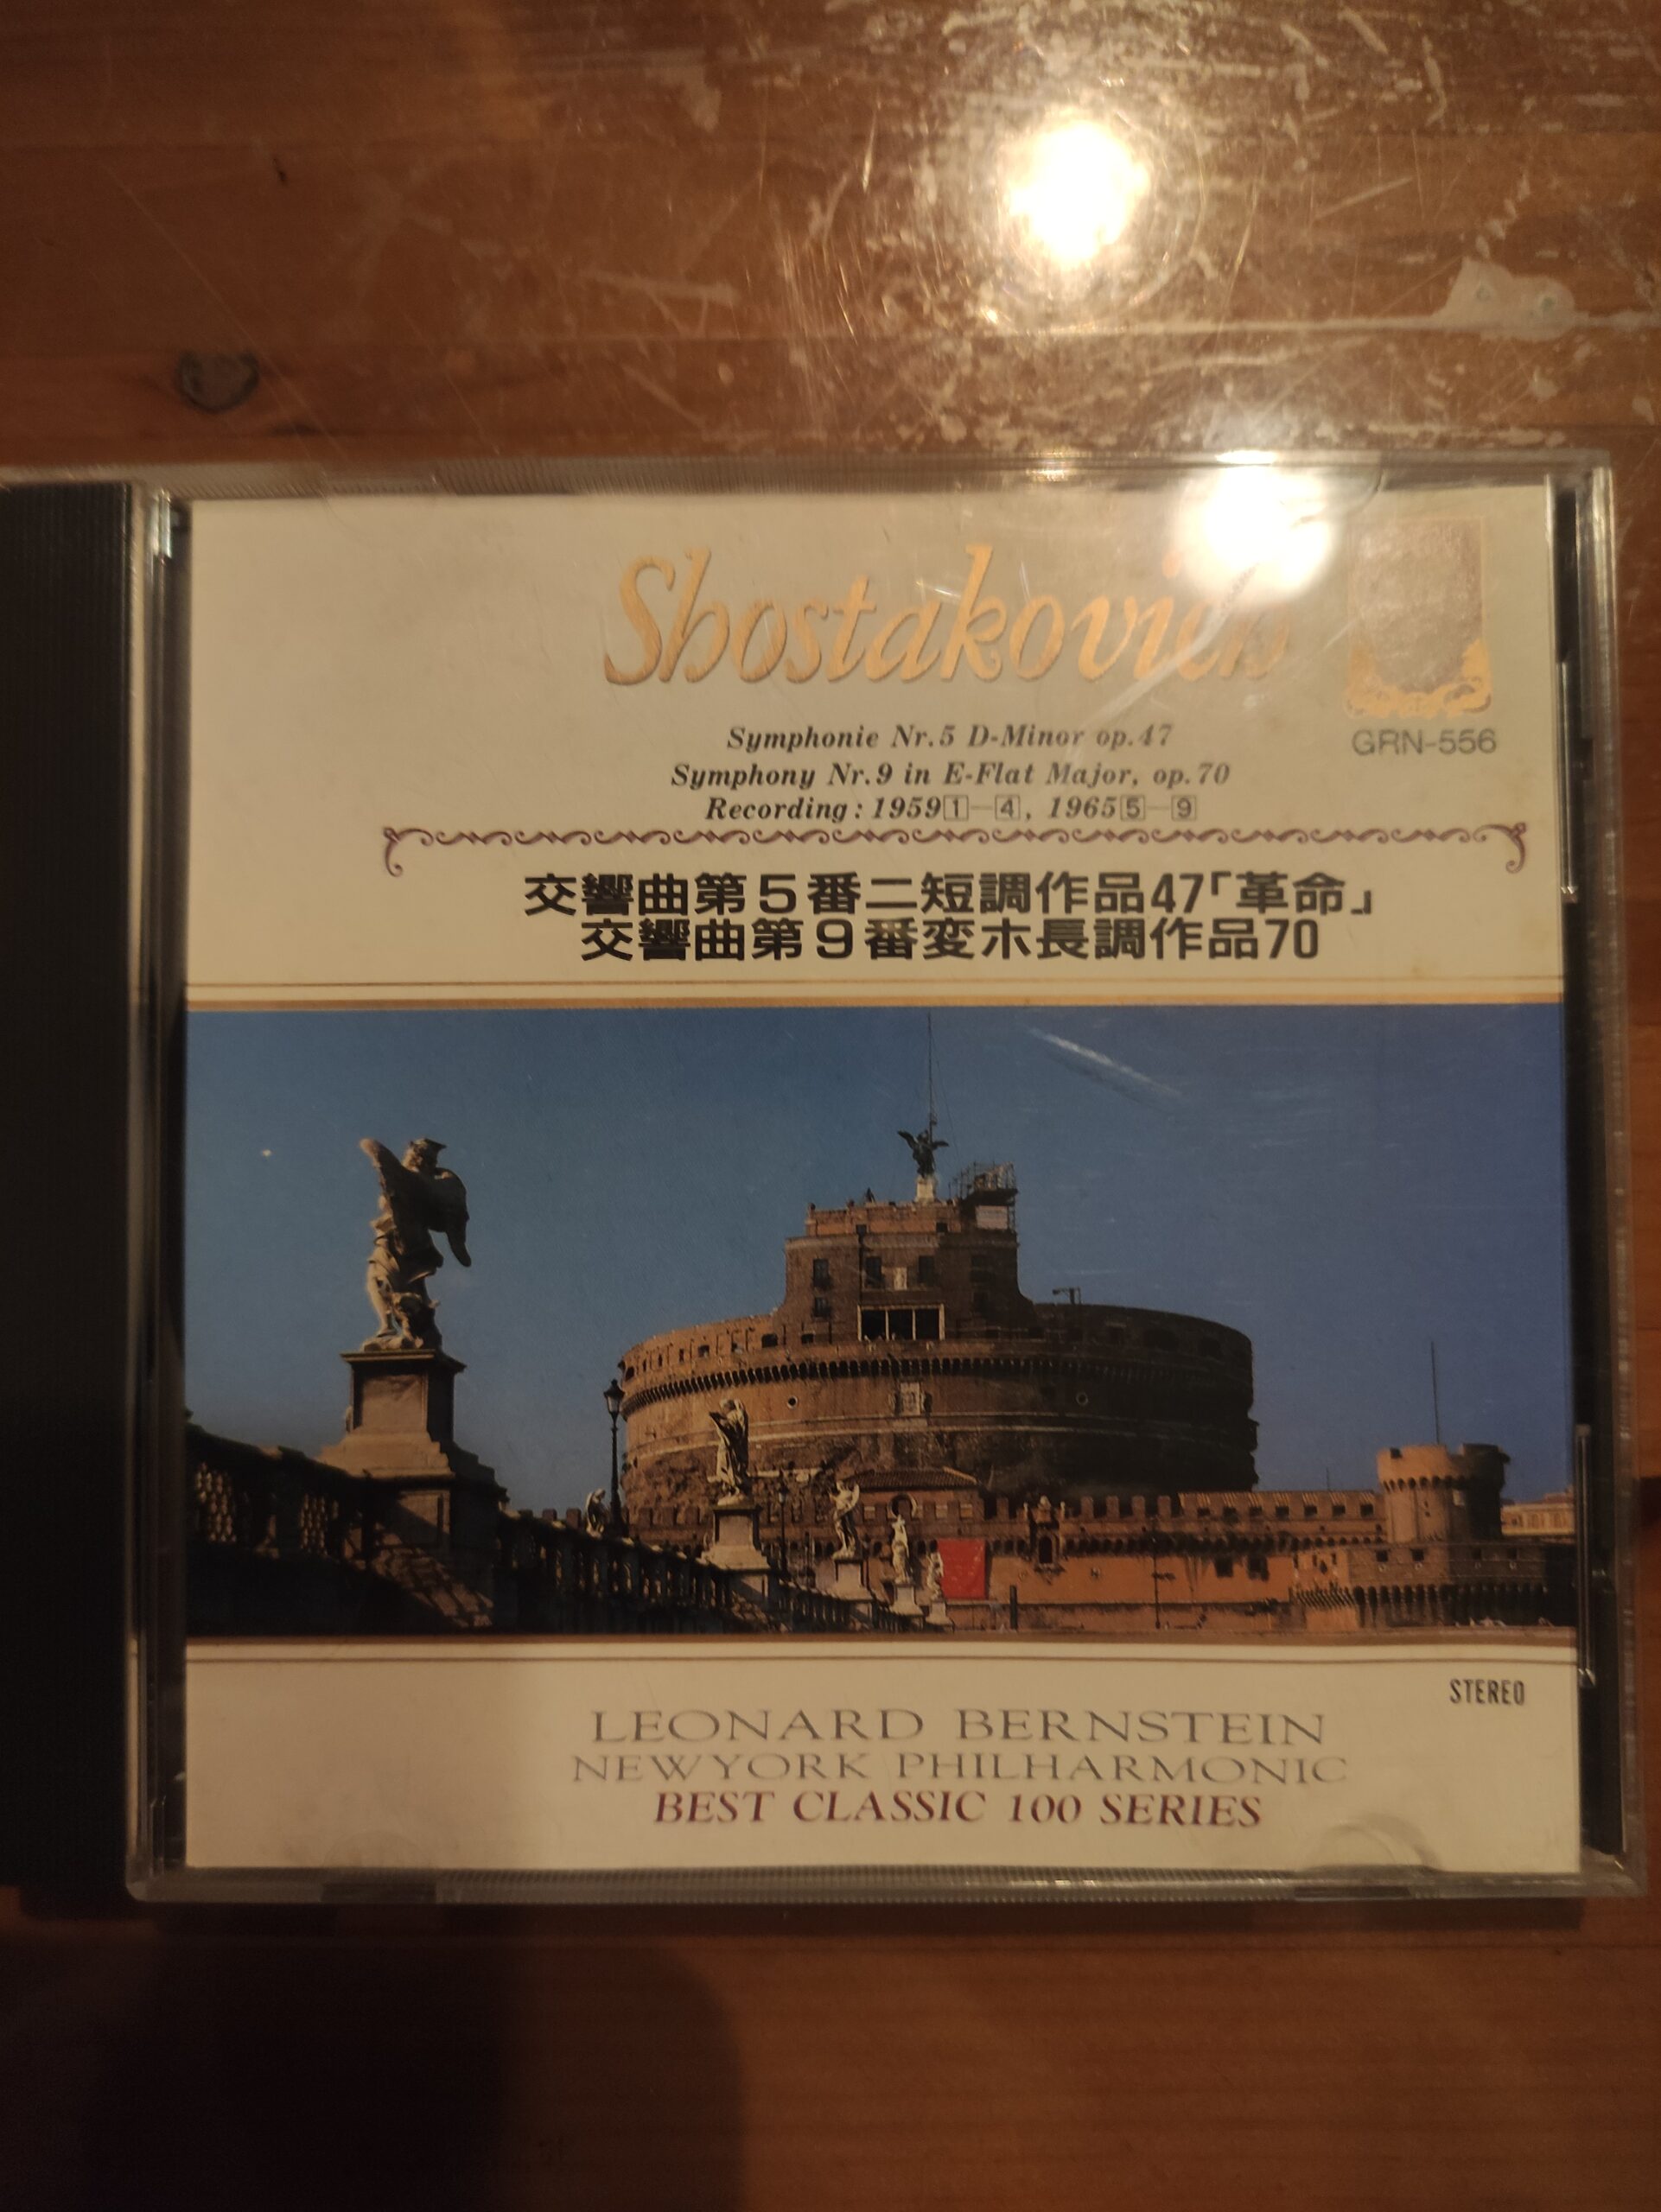 Shostakovich
Symphonie Nr.5 D-Minor op.47
Symphony Nr.9 in E-Flat Major, op.70
GRN-556
Recording: 1959 1-4, 1965 5-9
交響曲第5番ニ短調作品47「革命」
交響曲第9番変ホ長調作品70
STEREO
LEONARD BERNSTEIN
NEWYORK PHILHARMONIC
BEST CLASSIC 100 SERIES